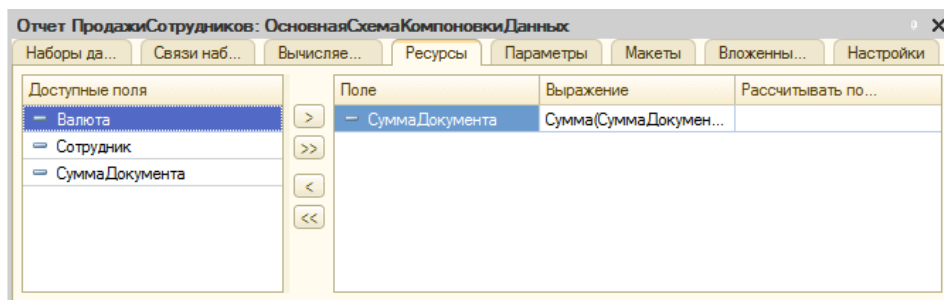 Отчет ПродажиСотрудников: ОсновнаяСхемаКомпоновкиДанных
Наборы да... Связи наб... Вычисляе... Ресурсы Параметры Макеты Вложенны... Настройки
Доступные поля Поле Выражение Рассчитывать по...
Валюта > СуммаДокумента Сумма(СуммаДокумен...
Сотрудник >>
СуммаДокумента <
<<